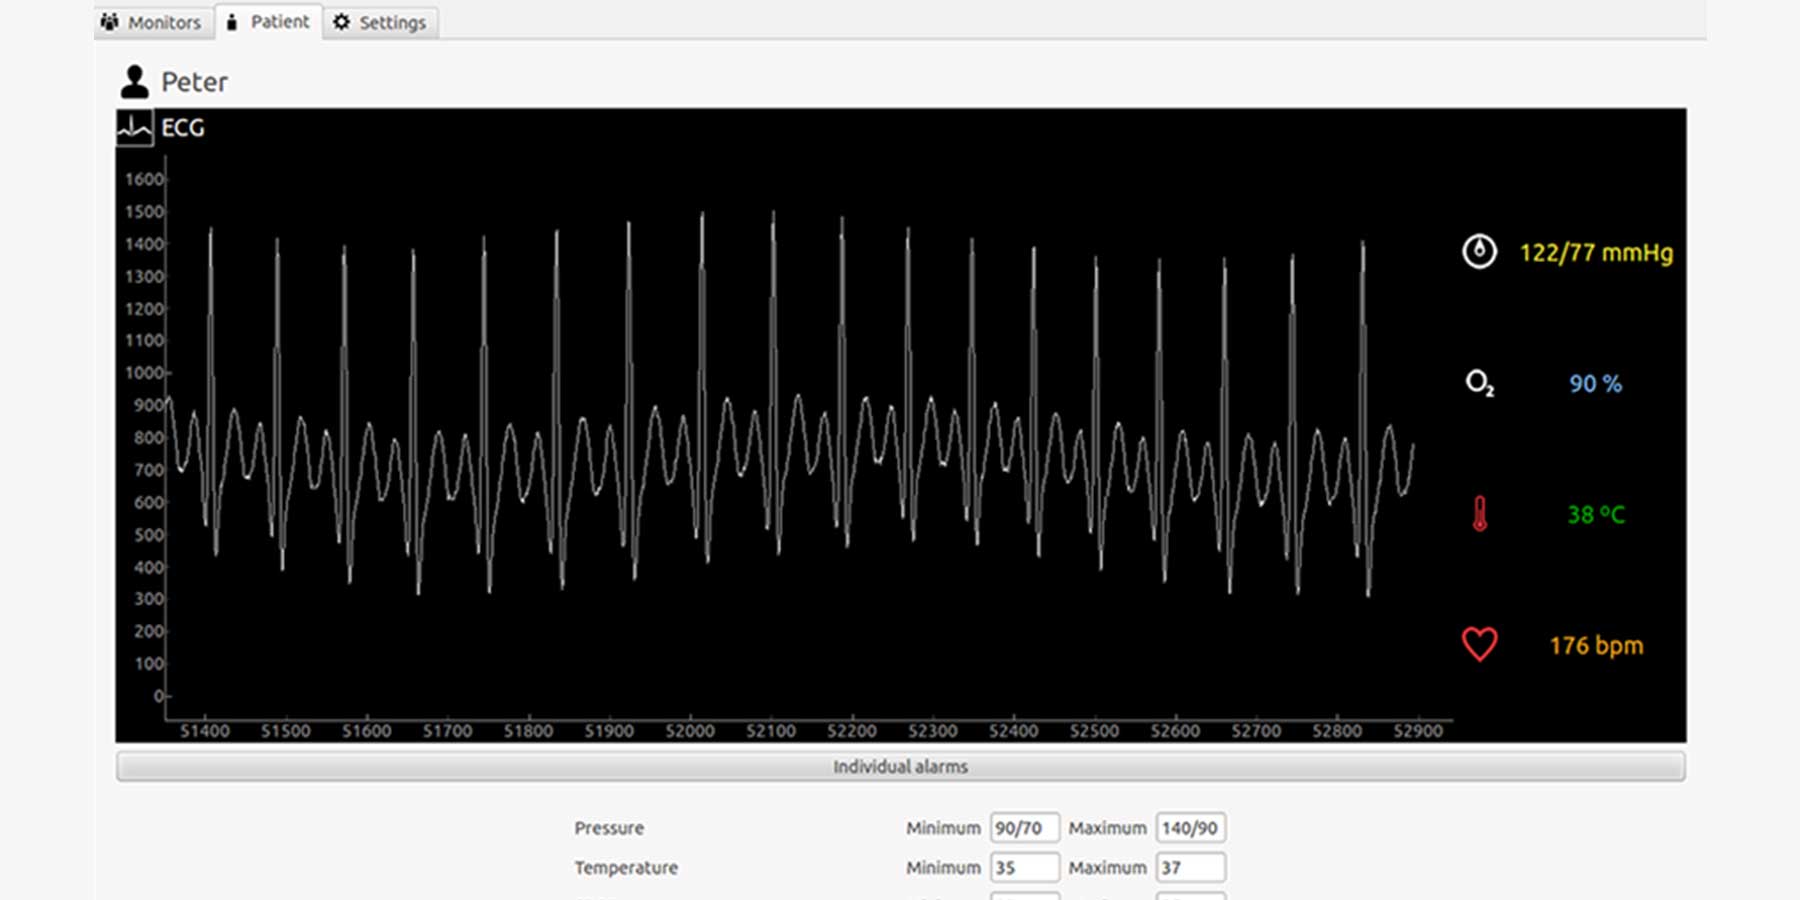 Monitors Patient Settings
Peter
ECG
1600
1500
1400
1300
1200
1100
1000
900
800
700
600
500
400
300
200
100
0
51400 51500 51600 51700 51800 51900 52000 52100 52200 52300 52400 52500 52600 52700 52800 52900
122/77 mmHg
O₂ 90 %
38 ºC
176 bpm
Individual alarms
Pressure Minimum 90/70 Maximum 140/90
Temperature Minimum 35 Maximum 37